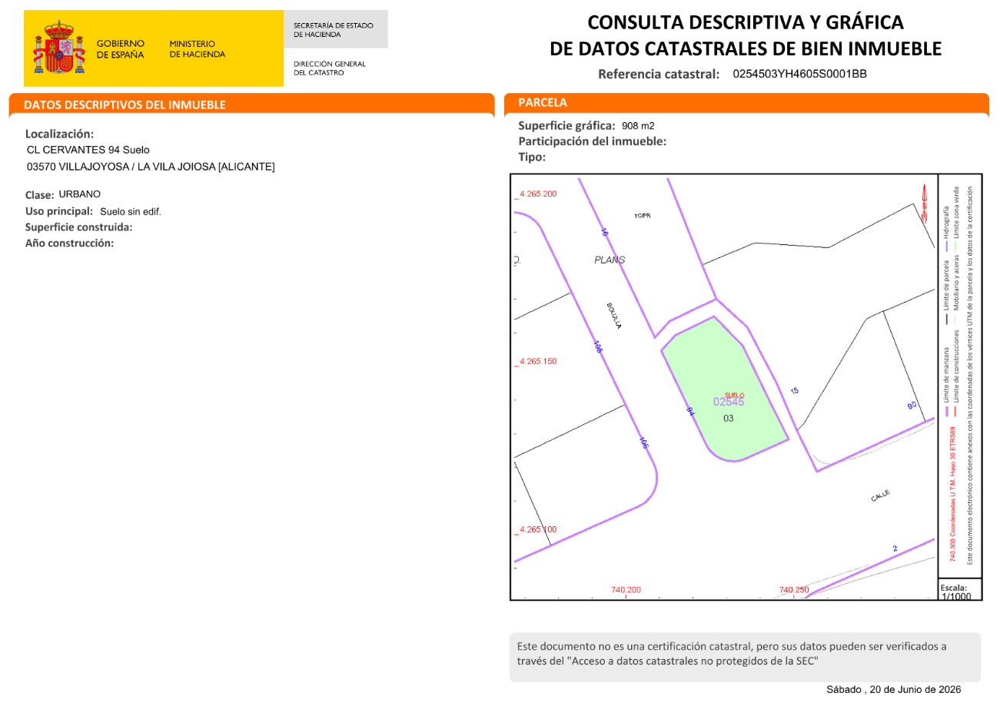 GOBIERNO
DE ESPAÑA
MINISTERIO
DE HACIENDA
SECRETARÍA DE ESTADO
DE HACIENDA
DIRECCIÓN GENERAL
DEL CATASTRO
CONSULTA DESCRIPTIVA Y GRÁFICA
DE DATOS CATASTRALES DE BIEN INMUEBLE
Referencia catastral: 0254503YH4605S0001BB
DATOS DESCRIPTIVOS DEL INMUEBLE
Localización:
CL CERVANTES 94 Suelo
03570 VILLAJOYOSA / LA VILA JOIOSA [ALICANTE]
Clase: URBANO
Uso principal: Suelo sin edif.
Superficie construida:
Año construcción:
PARCELA
Superficie gráfica: 908 m2
Participación del inmueble:
Tipo:
4.265.200
TC/FR
16
PLANS
BOLULLA
4.265.150
SUELO
02545
03
94
15
80
106
CALLE
4.265.100
2
740.200
740.250
Límite de manzana
Límite de parcela
Hidrografía
Límite de construcciones
Mobiliario y aceras
Límite zona verde
740.300 Coordenadas U.T.M. Huso 30 ETRS89
Este documento electrónico contiene anexos con las coordenadas de los vértices UTM de la parcela y los datos de la certificación
Escala:
1/1000
Este documento no es una certificación catastral, pero sus datos pueden ser verificados a
través del "Acceso a datos catastrales no protegidos de la SEC"
Sábado , 20 de Junio de 2026